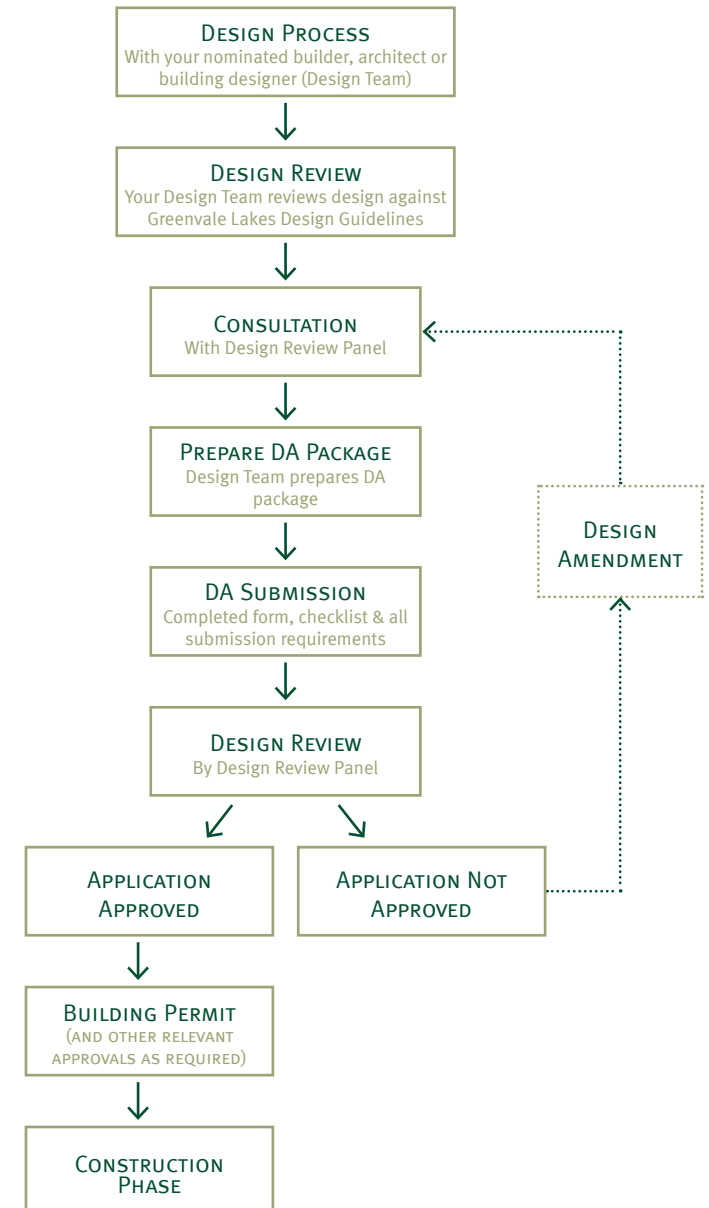 Design Process
With your nominated builder, architect or
building designer (Design Team)
Design Review
Your Design Team reviews design against
Greenvale Lakes Design Guidelines
Consultation
With Design Review Panel
Prepare DA Package
Design Team prepares DA
package
Design
Amendment
DA Submission
Completed form, checklist & all
submission requirements
Design Review
By Design Review Panel
Application
Approved
Application Not
Approved
Building Permit
(and other relevant
approvals as required)
Construction
Phase